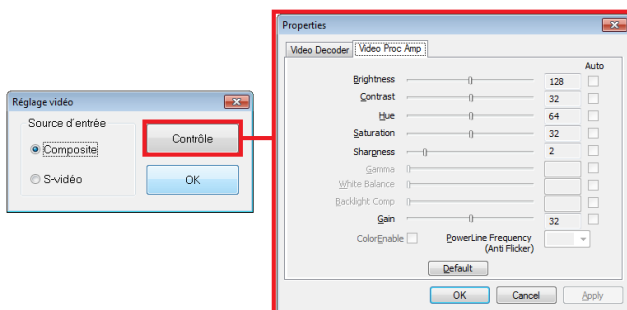 Réglage vidéo
Source d'entrée
Composite
S-vidéo
Contrôle
OK
Properties
Video Decoder
Video Proc Amp
Auto
Brightness 128
Contrast 32
Hue 64
Saturation 32
Sharpness 2
Gamma
White Balance
Backlight Comp
Gain 32
ColorEnable
PowerLine Frequency
(Anti Flicker)
Default
OK
Cancel
Apply